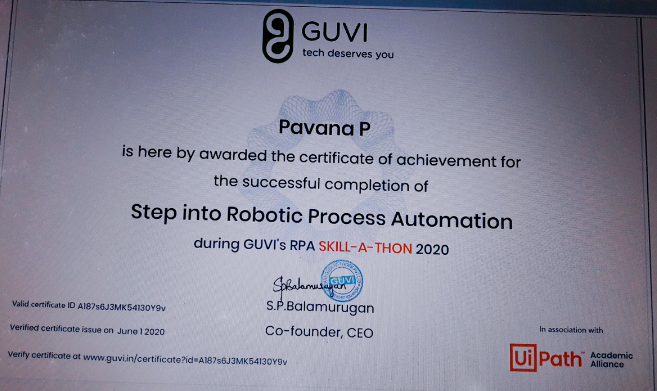 GUVI
tech deserves you
Pavana P
is here by awarded the certificate of achievement for
the successful completion of
Step into Robotic Process Automation
during GUVI's RPA SKILL-A-THON 2020
S.P.Balamurugan
GUVI
S.P.Balamurugan
Co-founder, CEO
Valid certificate ID A187s6J3MK54130Y9v
Verified certificate issue on June 1 2020
Verify certificate at www.guvi.in/certificate?id=A187s6J3MK54130Y9v
In association with
UiPath™ Academic
Alliance